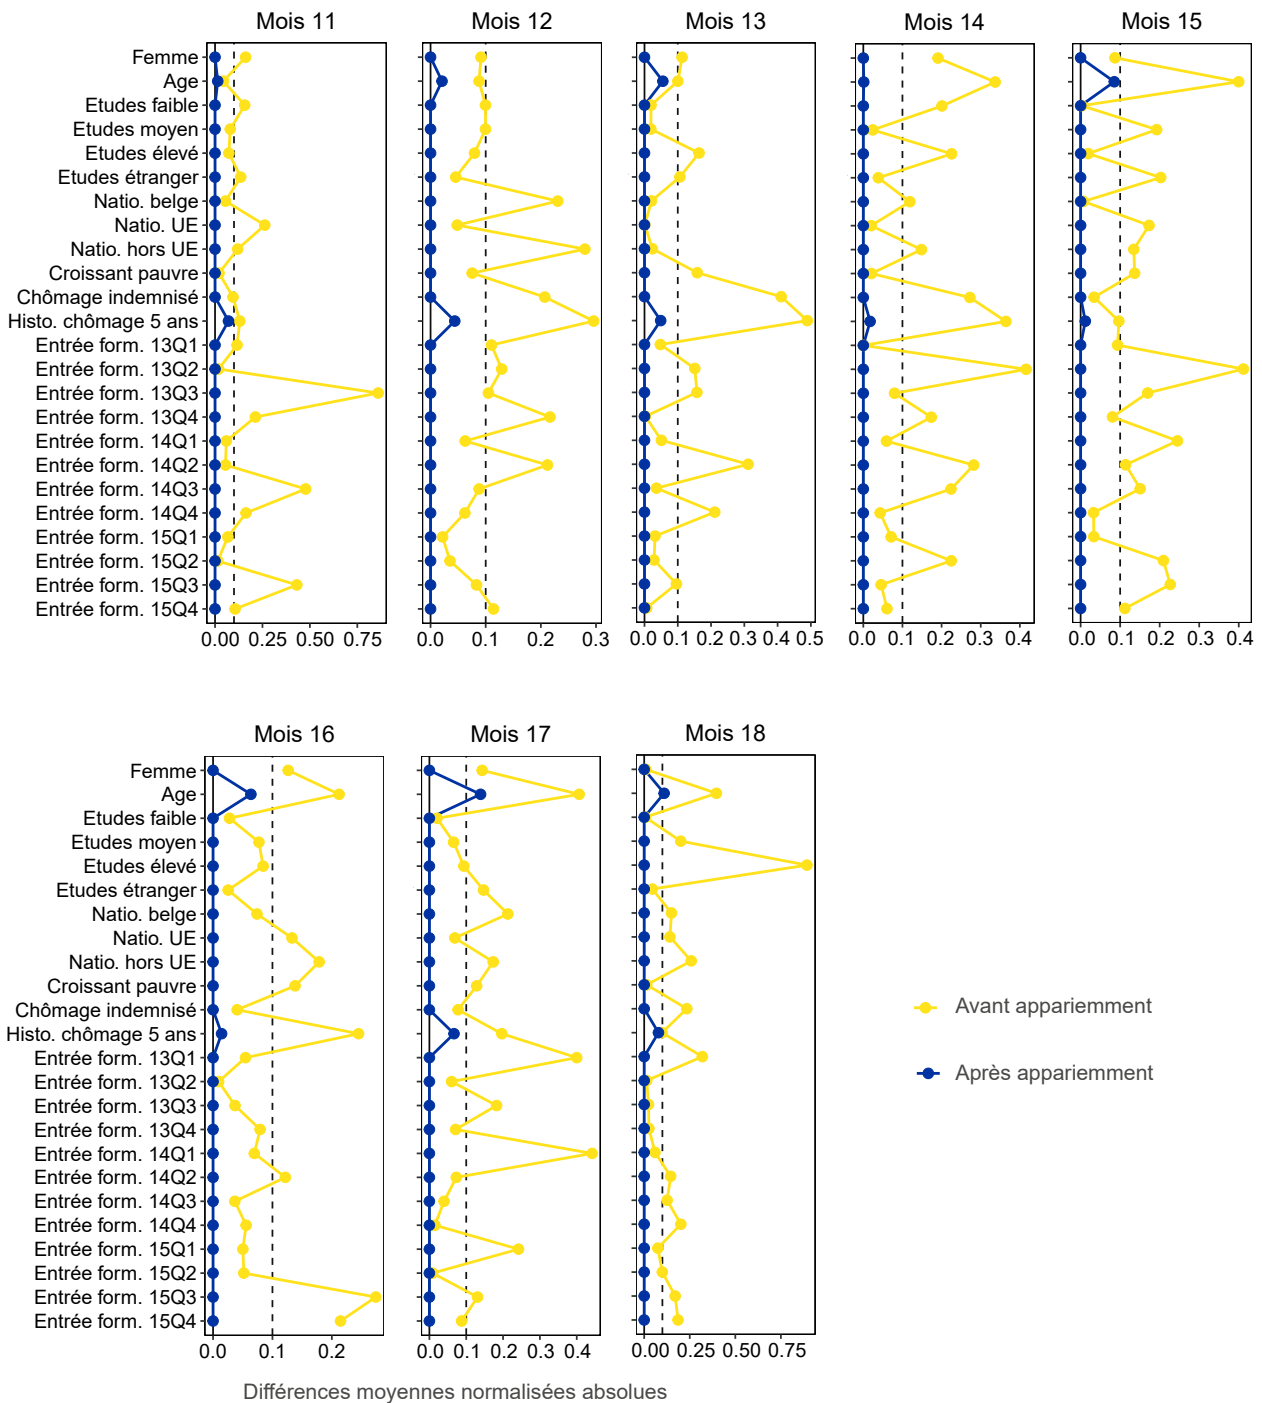 Mois 11 Mois 12 Mois 13 Mois 14 Mois 15
Femme
Age
Etudes faible
Etudes moyen
Etudes élevé
Etudes étranger
Natio. belge
Natio. UE
Natio. hors UE
Croissant pauvre
Chômage indemnisé
Histo. chômage 5 ans
Entrée form. 13Q1
Entrée form. 13Q2
Entrée form. 13Q3
Entrée form. 13Q4
Entrée form. 14Q1
Entrée form. 14Q2
Entrée form. 14Q3
Entrée form. 14Q4
Entrée form. 15Q1
Entrée form. 15Q2
Entrée form. 15Q3
Entrée form. 15Q4
0.00 0.25 0.50 0.75 0.0 0.1 0.2 0.3 0.0 0.1 0.2 0.3 0.4 0.5 0.0 0.1 0.2 0.3 0.4 0.0 0.1 0.2 0.3 0.4
Mois 16 Mois 17 Mois 18
Femme
Age
Etudes faible
Etudes moyen
Etudes élevé
Etudes étranger
Natio. belge
Natio. UE
Natio. hors UE
Croissant pauvre
Chômage indemnisé
Histo. chômage 5 ans
Entrée form. 13Q1
Entrée form. 13Q2
Entrée form. 13Q3
Entrée form. 13Q4
Entrée form. 14Q1
Entrée form. 14Q2
Entrée form. 14Q3
Entrée form. 14Q4
Entrée form. 15Q1
Entrée form. 15Q2
Entrée form. 15Q3
Entrée form. 15Q4
0.0 0.1 0.2 0.0 0.1 0.2 0.3 0.4 0.00 0.25 0.50 0.75
Avant appariemment
Après appariemment
Différences moyennes normalisées absolues